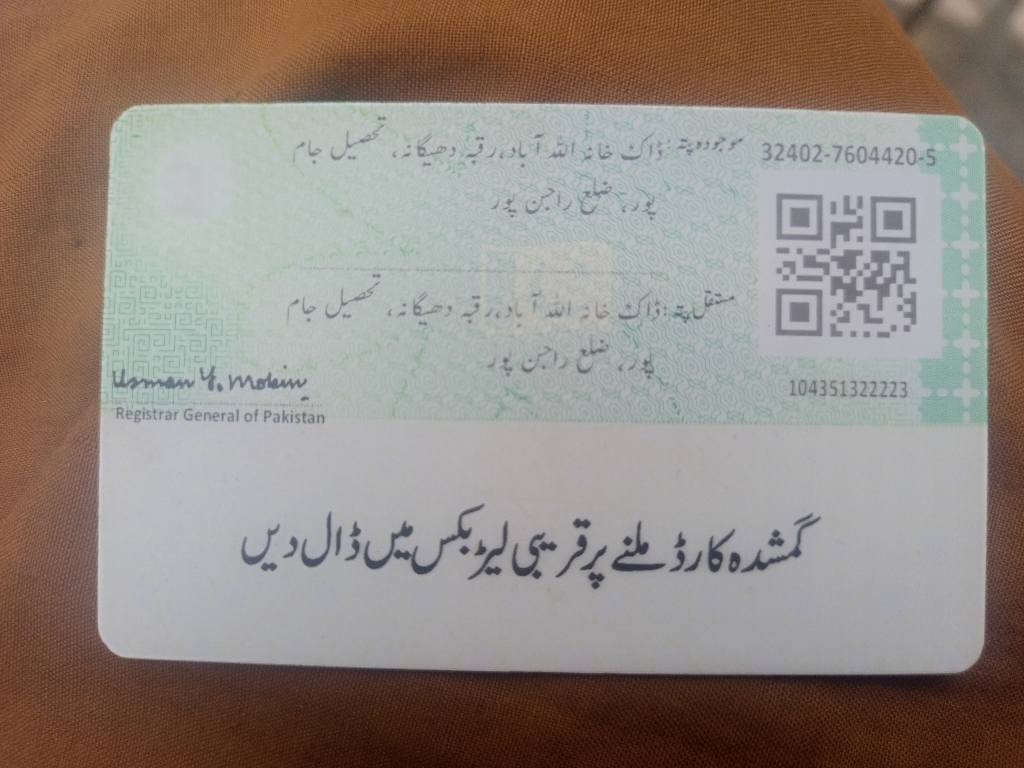 32402-7604420-5
موجودہ پتہ: ڈاک خانہ اللہ آباد، رقبہ دھیگانہ، تحصیل جام
پور، ضلع راجن پور
مستقل پتہ: ڈاک خانہ اللہ آباد، رقبہ دھیگانہ، تحصیل جام
پور، ضلع راجن پور
104351322223
Usman Y. Mobin
Registrar General of Pakistan
گمشدہ کارڈ ملنے پر قریبی لیٹر بکس میں ڈال دیں